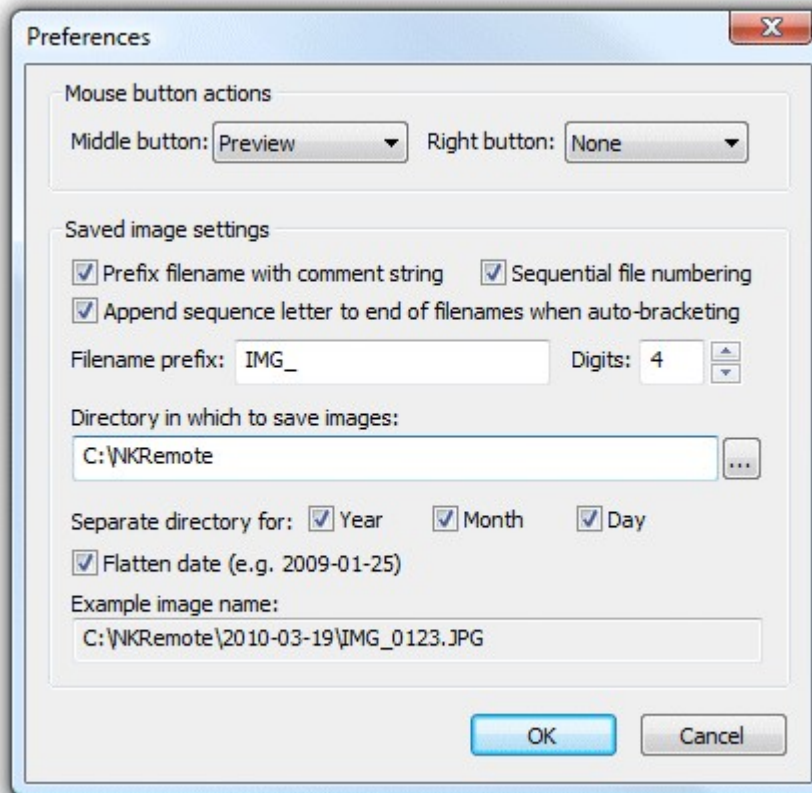 Preferences
Mouse button actions
Middle button: Preview Right button: None
Saved image settings
Prefix filename with comment string Sequential file numbering
Append sequence letter to end of filenames when auto-bracketing
Filename prefix: IMG_ Digits: 4
Directory in which to save images:
C:\NKRemote ...
Separate directory for: Year Month Day
Flatten date (e.g. 2009-01-25)
Example image name:
C:\NKRemote\2010-03-19\IMG_0123.JPG
OK Cancel